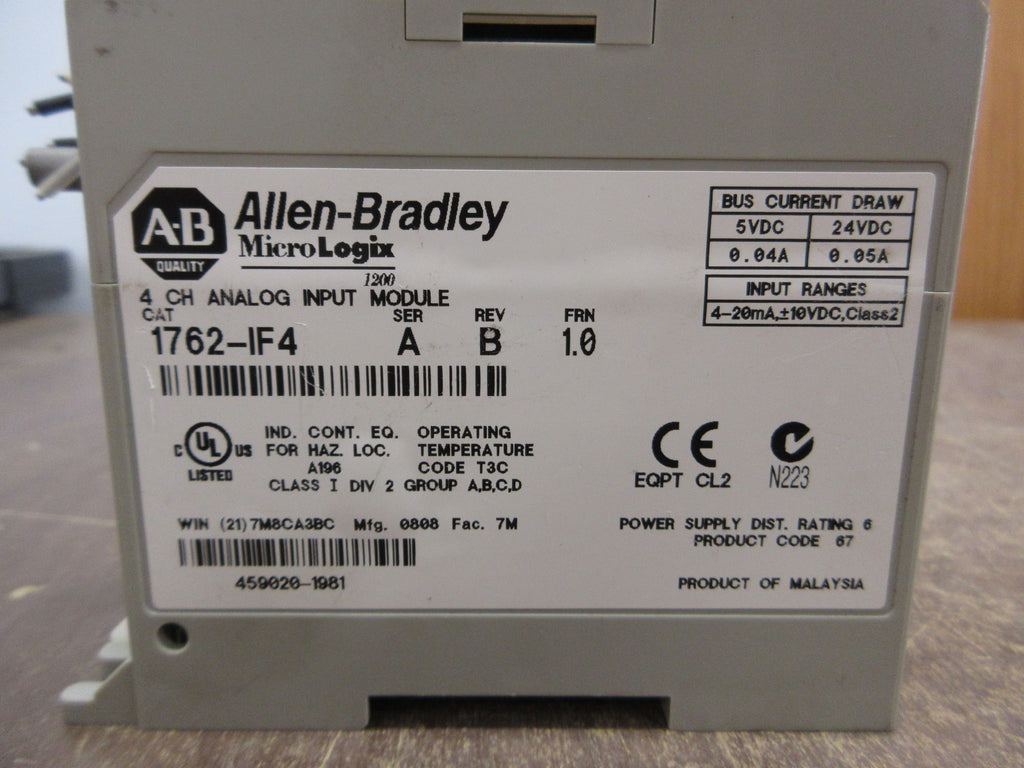 A-B
QUALITY
Allen-Bradley
MicroLogix
1200
4 CH ANALOG INPUT MODULE
CAT SER REV FRN
1762-IF4 A B 1.0
BUS CURRENT DRAW
5VDC 24VDC
0.04A 0.05A
INPUT RANGES
4-20mA,±10VDC,Class2
C UL US
LISTED
IND. CONT. EQ. OPERATING
FOR HAZ. LOC. TEMPERATURE
A196 CODE T3C
CLASS I DIV 2 GROUP A,B,C,D
CE
EQPT CL2
N223
WIN (21)7M8CA3BC Mfg. 0808 Fac. 7M
459020-1981
POWER SUPPLY DIST. RATING 6
PRODUCT CODE 67
PRODUCT OF MALAYSIA